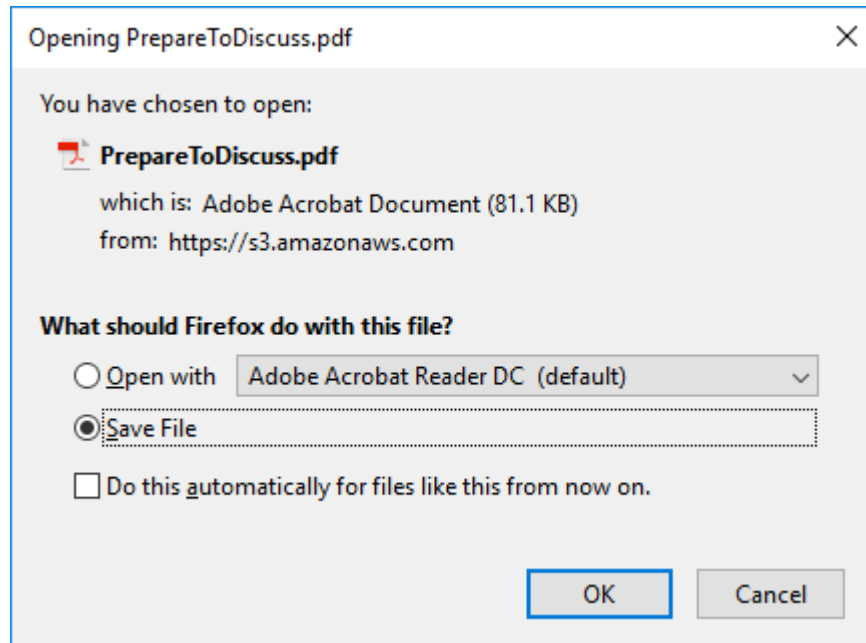 Opening PrepareToDiscuss.pdf
You have chosen to open:
PrepareToDiscuss.pdf
which is: Adobe Acrobat Document (81.1 KB)
from: https://s3.amazonaws.com
What should Firefox do with this file?
Open with Adobe Acrobat Reader DC (default)
Save File
Do this automatically for files like this from now on.
OK Cancel